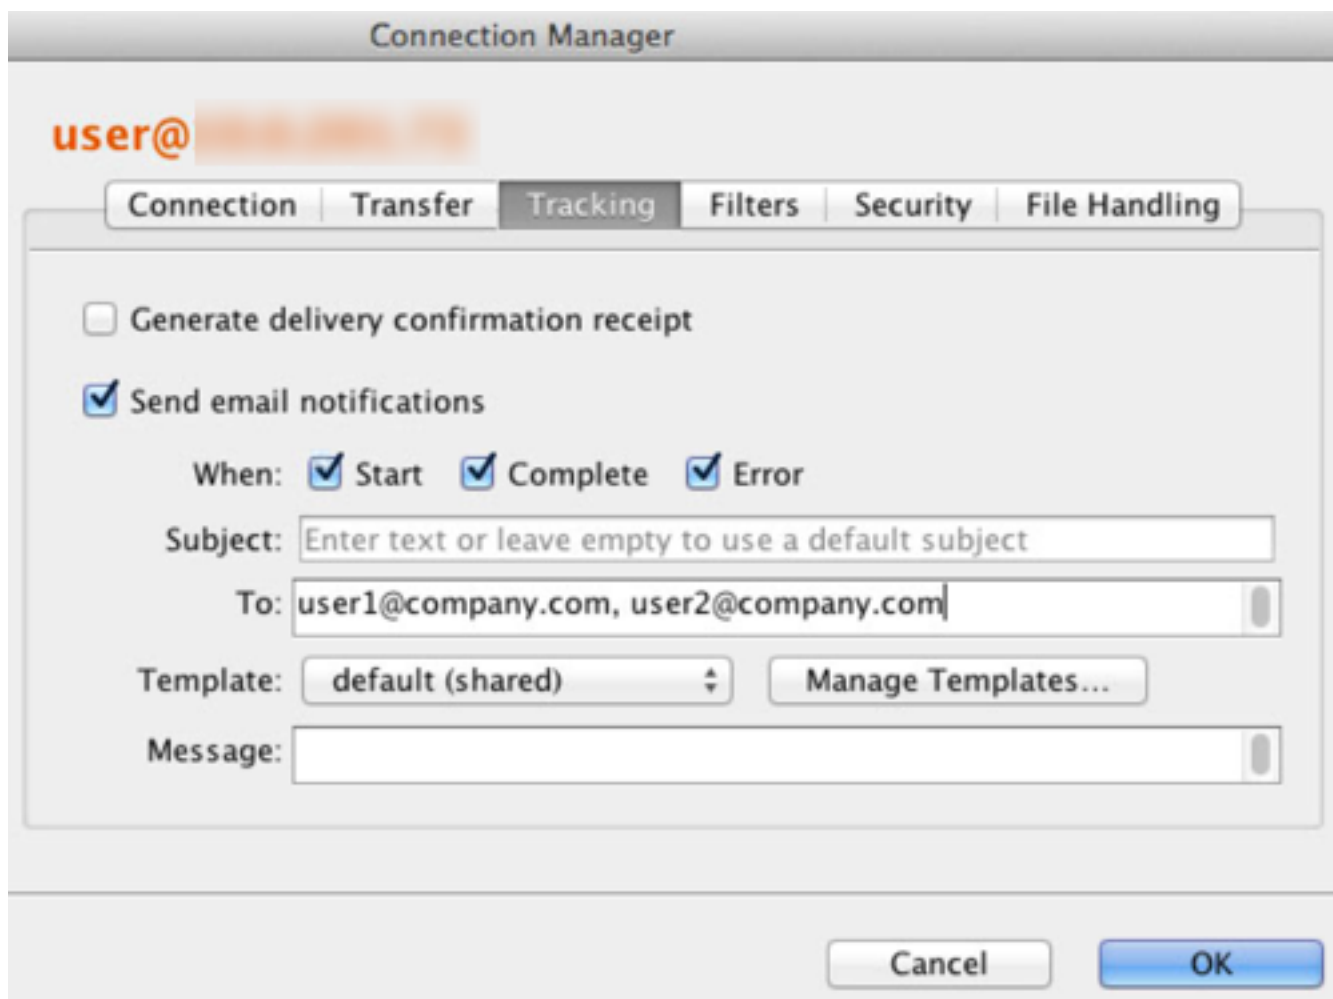 Connection Manager
user@
Connection Transfer Tracking Filters Security File Handling
Generate delivery confirmation receipt
Send email notifications
When: Start Complete Error
Subject: Enter text or leave empty to use a default subject
To: user1@company.com, user2@company.com
Template: default (shared) Manage Templates...
Message:
Cancel OK